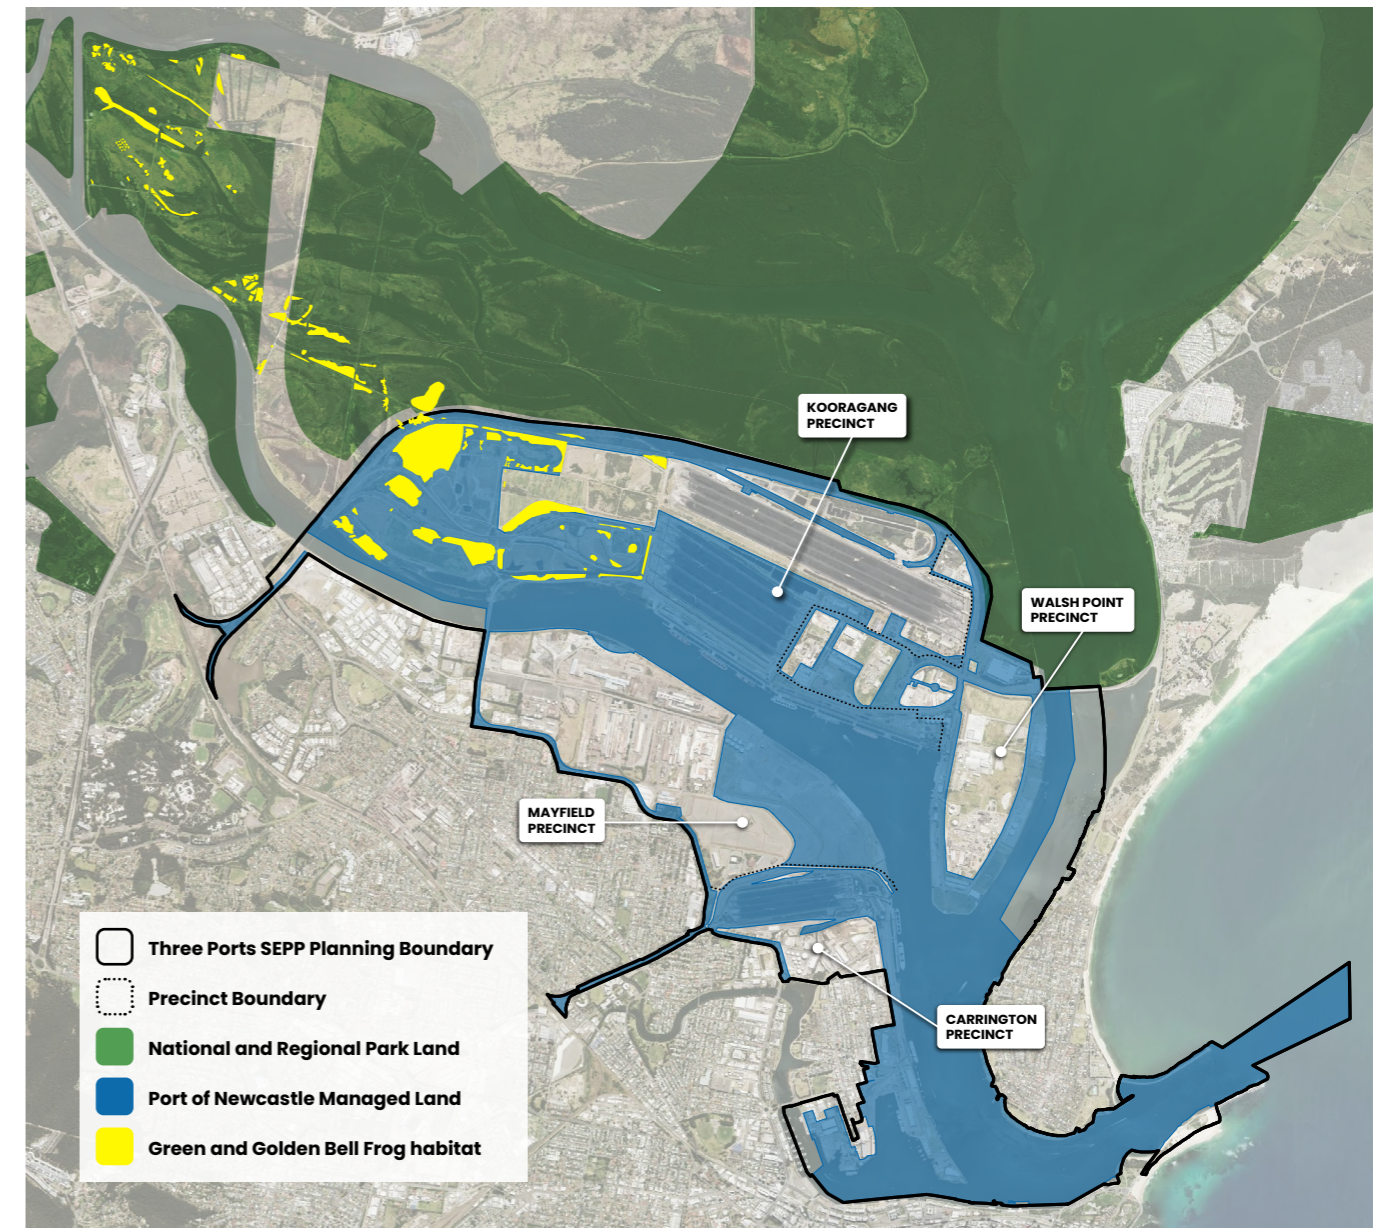 KOORAGANG
PRECINCT
WALSH POINT
PRECINCT
MAYFIELD
PRECINCT
CARRINGTON
PRECINCT
Three Ports SEPP Planning Boundary
Precinct Boundary
National and Regional Park Land
Port of Newcastle Managed Land
Green and Golden Bell Frog habitat